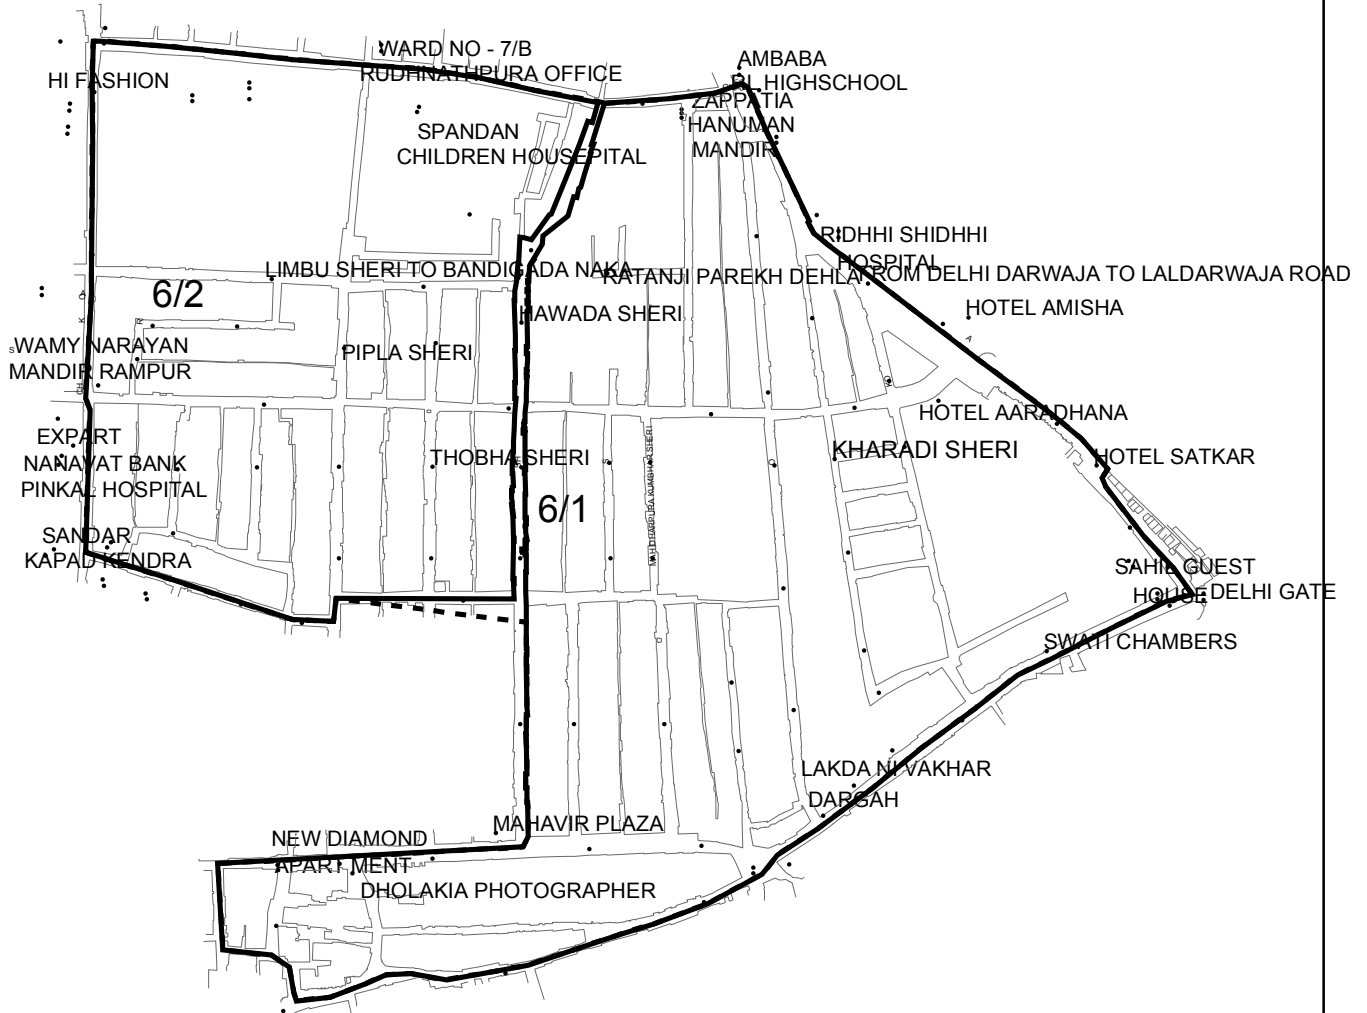 WARD NO - 7/B
RUDHNATHPURA OFFICE
AMBABA
R.L HIGHSCHOOL
HI FASHION
ZAPPATIA
HANUMAN
MANDIR
SPANDAN
CHILDREN HOUSEPITAL
RIDHHI SHIDHHI
HOSPITAL
LIMBU SHERI TO BANDIGADA NAKA
RATANJI PAREKH DEHLA
FROM DELHI DARWAJA TO LALDARWAJA ROAD
6/2
HAWADA SHERI
HOTEL AMISHA
sWAMY NARAYAN
MANDIR RAMPUR
PIPLA SHERI
HOTEL AARADHANA
EXPART
NANAVAT BANK
PINKAL HOSPITAL
THOBHA SHERI
MAHIDHARPURA KUMBHAR SHERI
KHARADI SHERI
HOTEL SATKAR
6/1
SANDAR
KAPAD KENDRA
SAHIL GUEST
HOUSE
DELHI GATE
SWATI CHAMBERS
LAKDA NI VAKHAR
DARGAH
MAHAVIR PLAZA
NEW DIAMOND
APART MENT
DHOLAKIA PHOTOGRAPHER